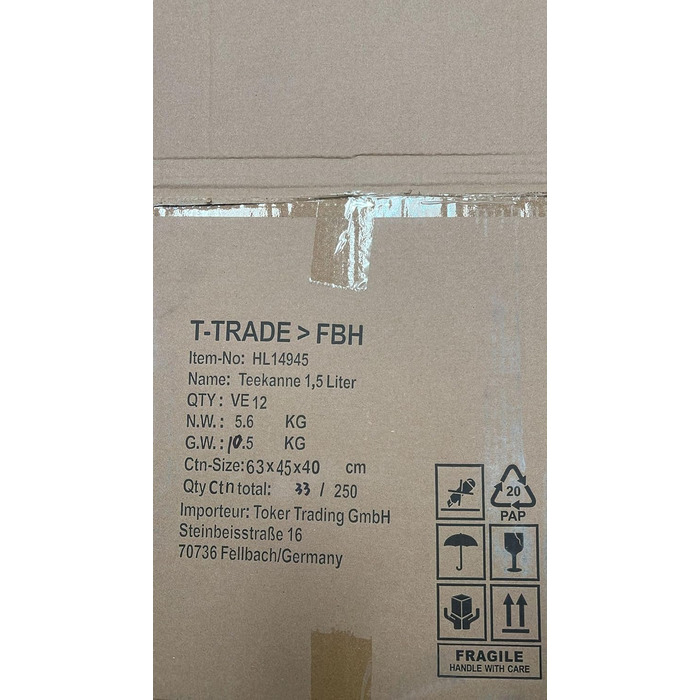 T-TRADE > FBH
Item-No: HL14945
Name: Teekanne 1,5 Liter
QTY: VE 12
N.W.: 5.6 KG
G.W.: 10.5 KG
Ctn-Size: 63x45x40 cm
Qty Ctn total: 33 / 250
Importeur: Toker Trading GmbH
Steinbeisstraße 16
70736 Fellbach/Germany
20
PAP
FRAGILE
HANDLE WITH CARE